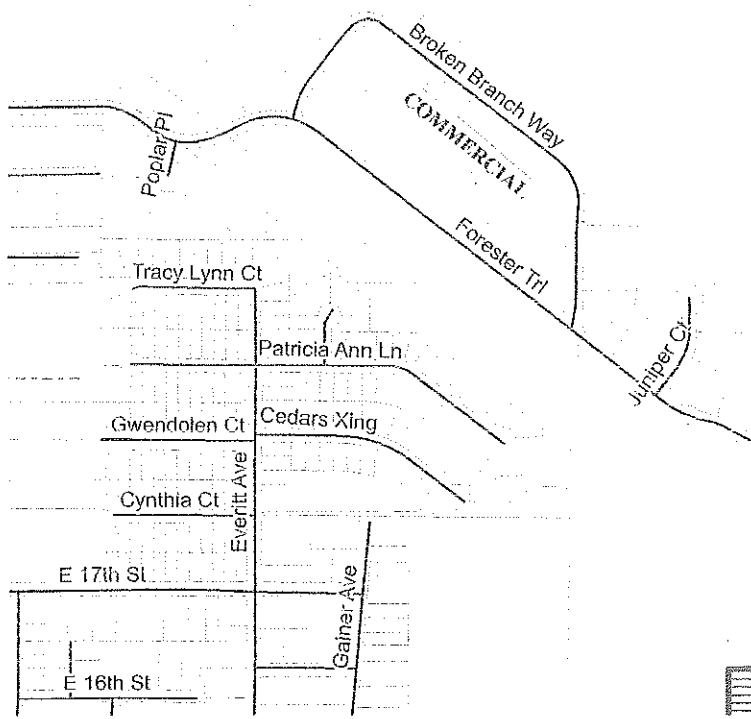 Broken Branch Way
COMMERCIAL
Poplar Pl
Forester Trl
Tracy Lynn Ct
Patricia Ann Ln
Juniper Ct
Gwendolen Ct
Cedars Xing
Everitt Ave
Cynthia Ct
E 17th St
Gainer Ave
E 16th St